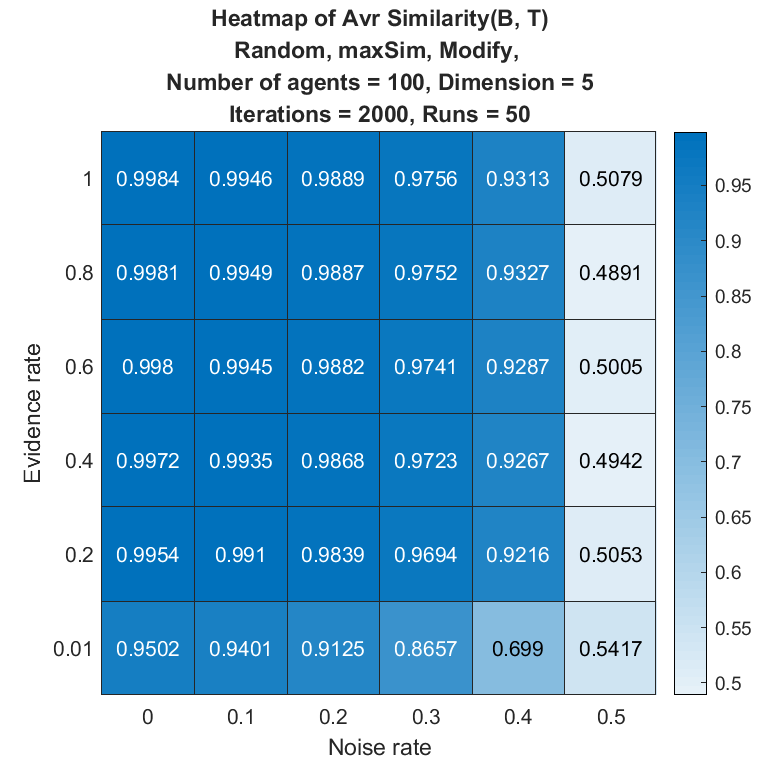 Heatmap of Avr Similarity(B, T)
Random, maxSim, Modify,
Number of agents = 100, Dimension = 5
Iterations = 2000, Runs = 50
1 0.9984 0.9946 0.9889 0.9756 0.9313 0.5079
0.8 0.9981 0.9949 0.9887 0.9752 0.9327 0.4891
0.6 0.998 0.9945 0.9882 0.9741 0.9287 0.5005
0.4 0.9972 0.9935 0.9868 0.9723 0.9267 0.4942
0.2 0.9954 0.991 0.9839 0.9694 0.9216 0.5053
0.01 0.9502 0.9401 0.9125 0.8657 0.699 0.5417
0 0.1 0.2 0.3 0.4 0.5
Noise rate
Evidence rate
0.95
0.9
0.85
0.8
0.75
0.7
0.65
0.6
0.55
0.5